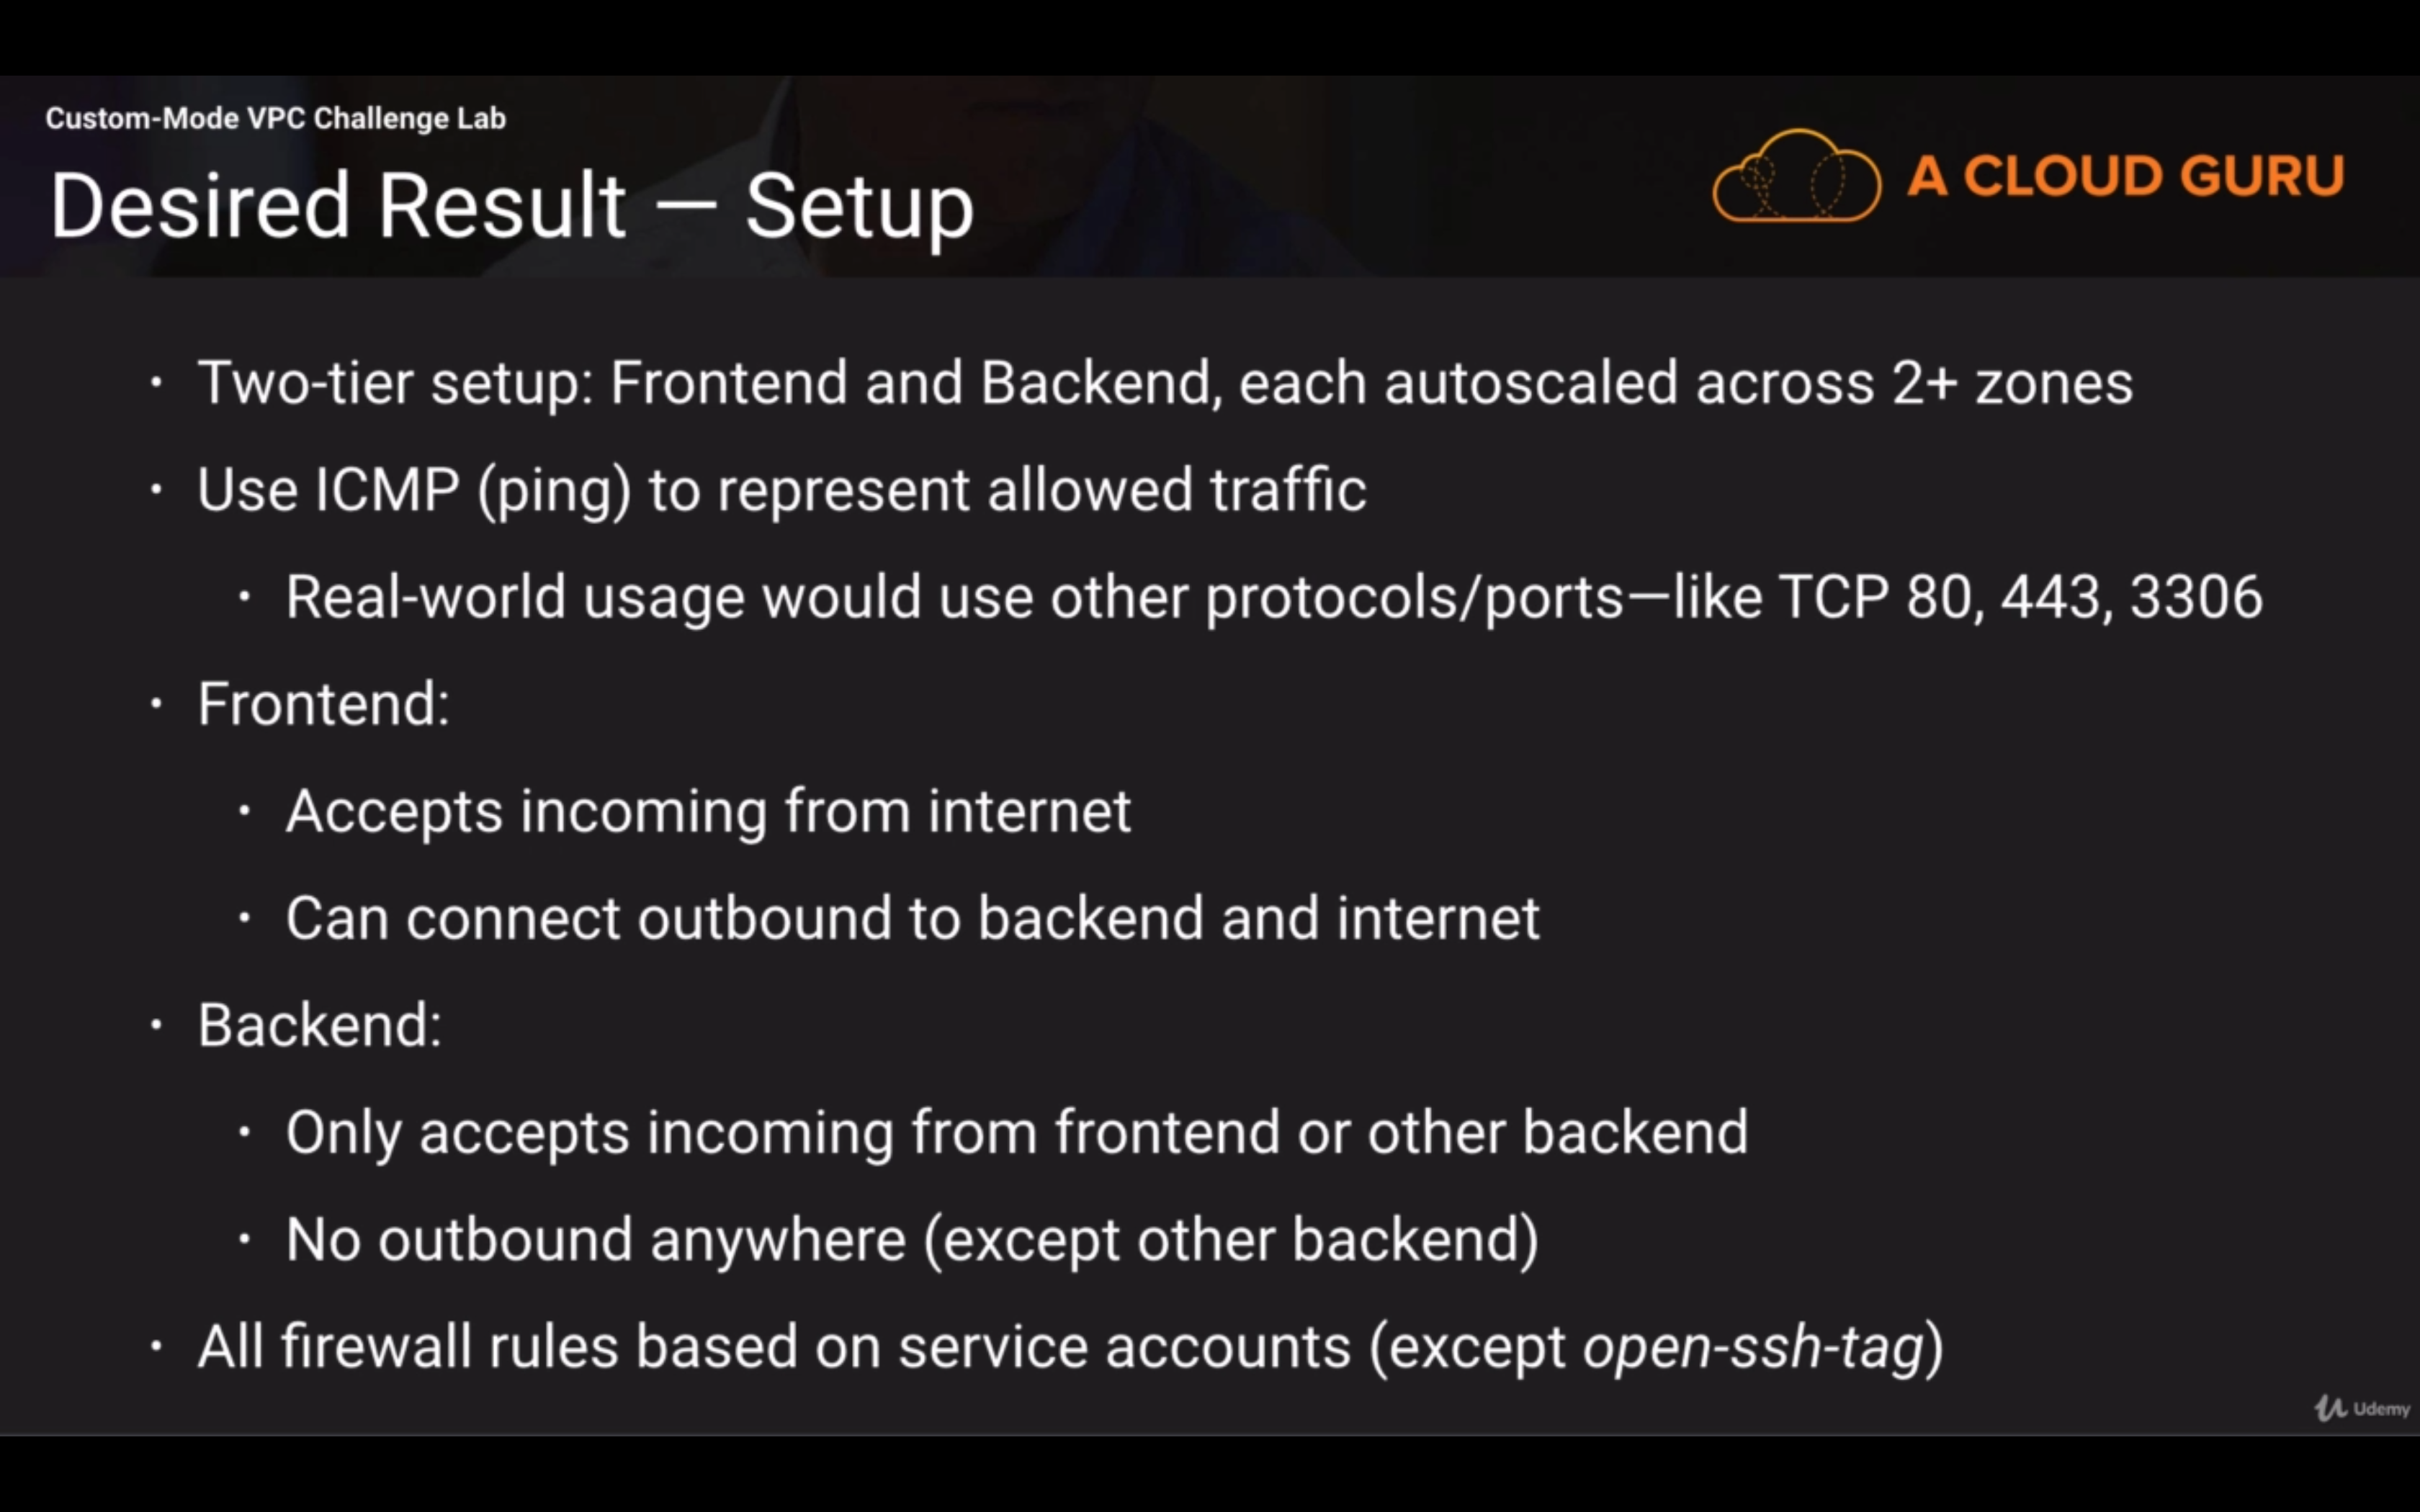 Custom-Mode VPC Challenge Lab
Desired Result — Setup
A CLOUD GURU
• Two-tier setup: Frontend and Backend, each autoscaled across 2+ zones
• Use ICMP (ping) to represent allowed traffic
• Real-world usage would use other protocols/ports—like TCP 80, 443, 3306
• Frontend:
• Accepts incoming from internet
• Can connect outbound to backend and internet
• Backend:
• Only accepts incoming from frontend or other backend
• No outbound anywhere (except other backend)
• All firewall rules based on service accounts (except open-ssh-tag)
Udemy